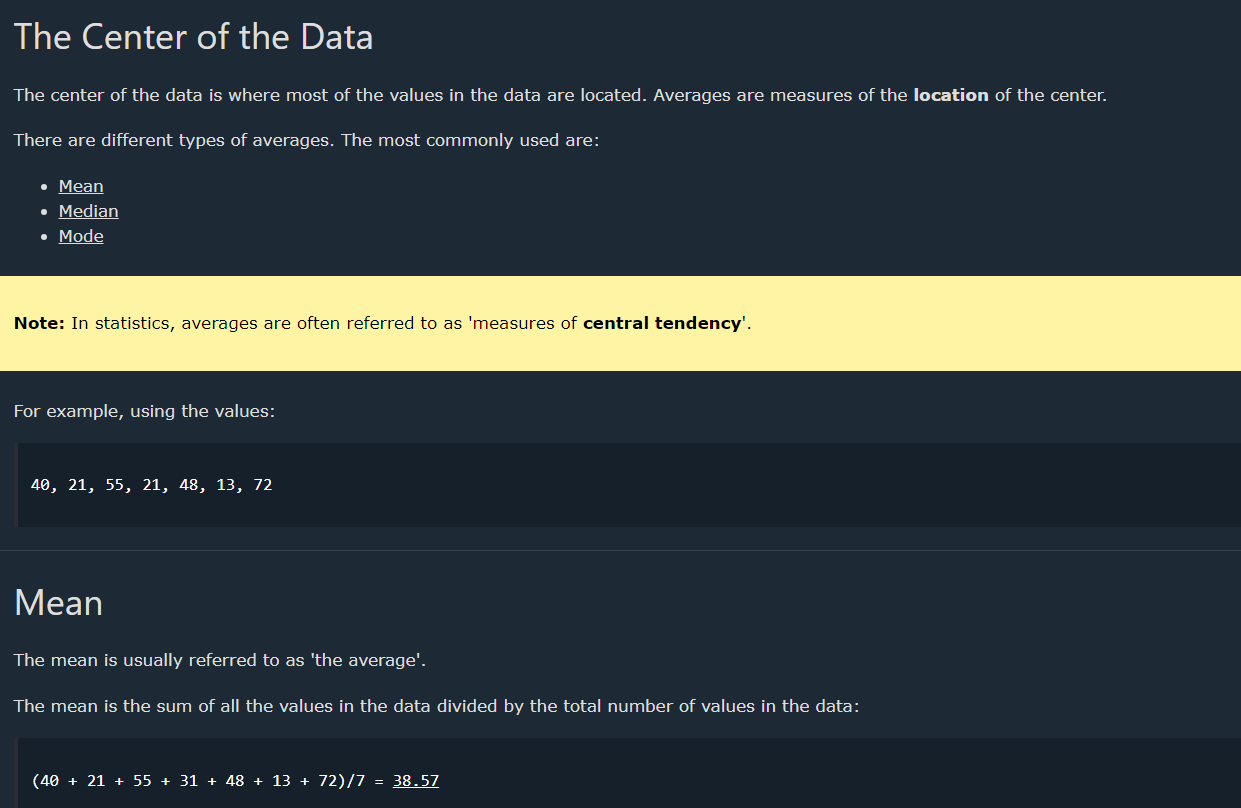 The Center of the Data
The center of the data is where most of the values in the data are located. Averages are measures of the location of the center.
There are different types of averages. The most commonly used are:
• Mean
• Median
• Mode
Note: In statistics, averages are often referred to as 'measures of central tendency'.
For example, using the values:
40, 21, 55, 21, 48, 13, 72
Mean
The mean is usually referred to as 'the average'.
The mean is the sum of all the values in the data divided by the total number of values in the data:
(40 + 21 + 55 + 31 + 48 + 13 + 72)/7 = 38.57